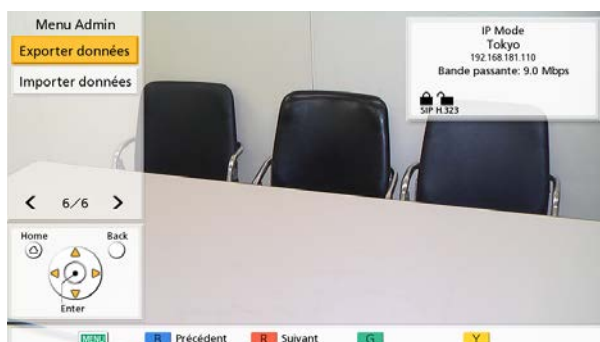 Menu Admin
Exporter données
Importer données
6/6
IP Mode
Tokyo
192.168.181.110
Bande passante: 9.0 Mbps
SIP H.323
Home
Back
Enter
MENU B Précédent R Suivant G Y